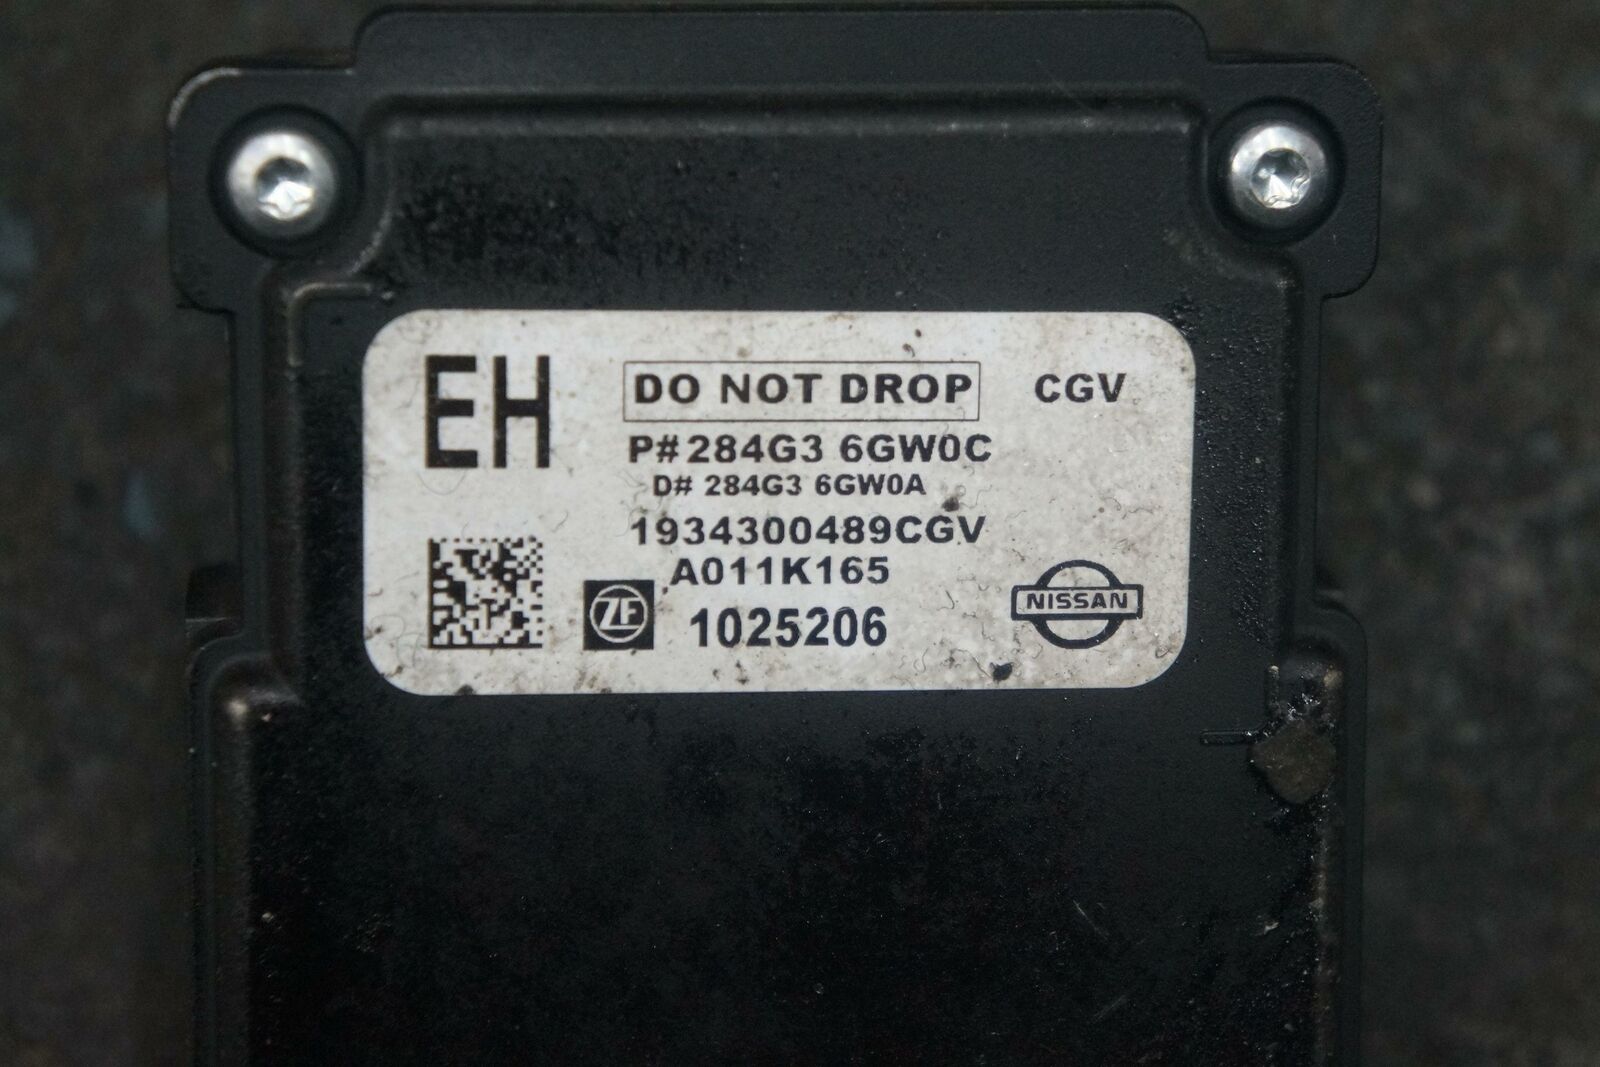 EH
DO NOT DROP
CGV
P#284G3 6GW0C
D# 284G3 6GW0A
1934300489CGV
A011K165
ZF
1025206
NISSAN